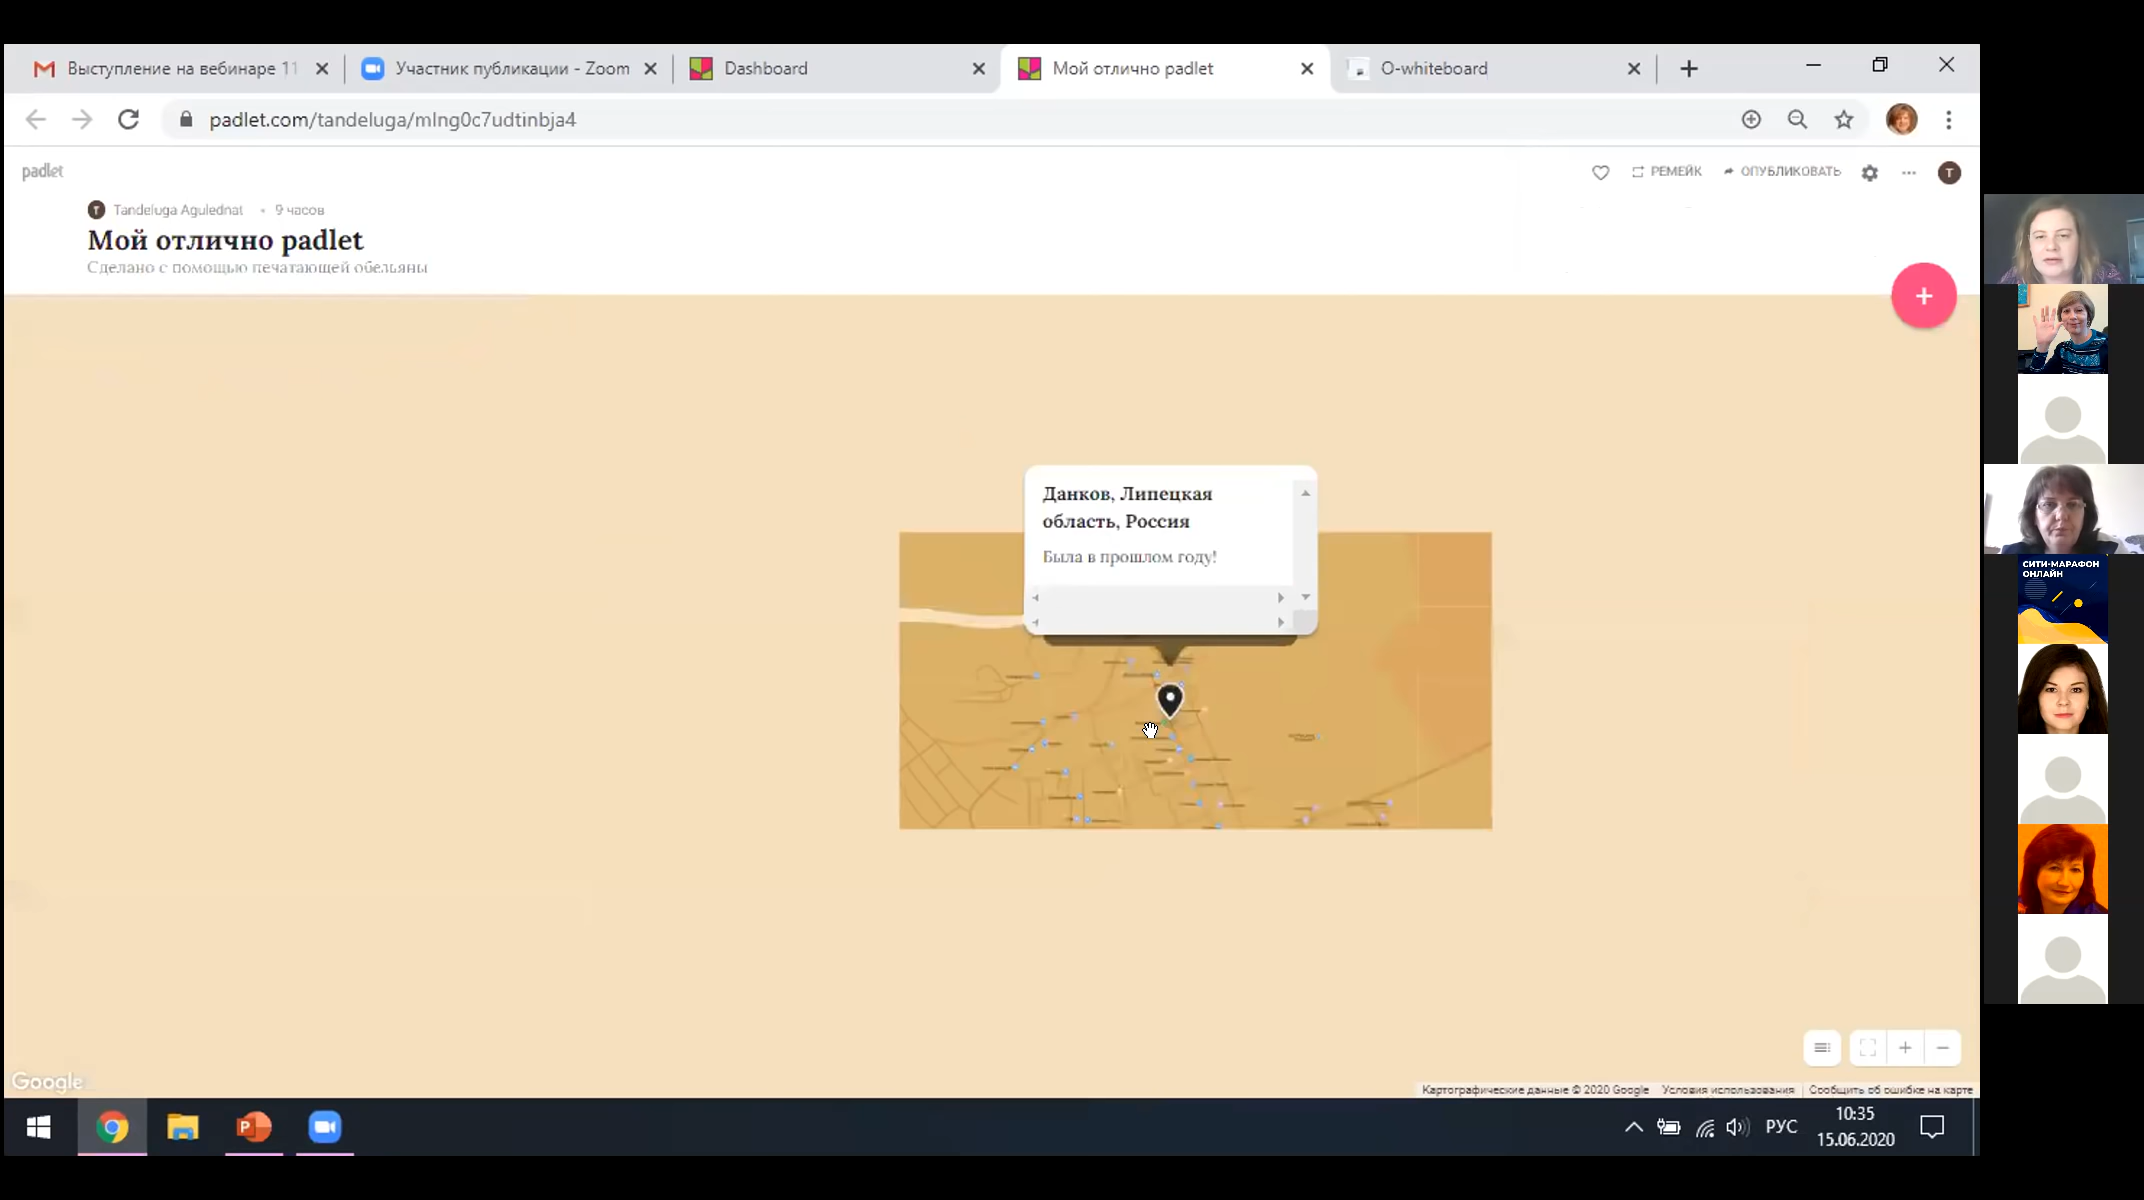 Выступление на вебинаре 11
Участник публикации - Zoom
Dashboard
Мой отлично padlet
O-whiteboard
padlet.com/tandeluga/mlng0c7udtinbja4
padlet
РЕМЕЙК
ОПУБЛИКОВАТЬ
T
T
Tandeluga Agulednat • 9 часов
Мой отлично padlet
Сделано с помощью печатающей обезьяны
Данков, Липецкая
область, Россия
Была в прошлом году!
СИТИ-МАРАФОН
ОНЛАЙН
Google
Картографические данные © 2020 Google
Условия использования
Сообщить об ошибке на карте
РУС
10:35
15.06.2020